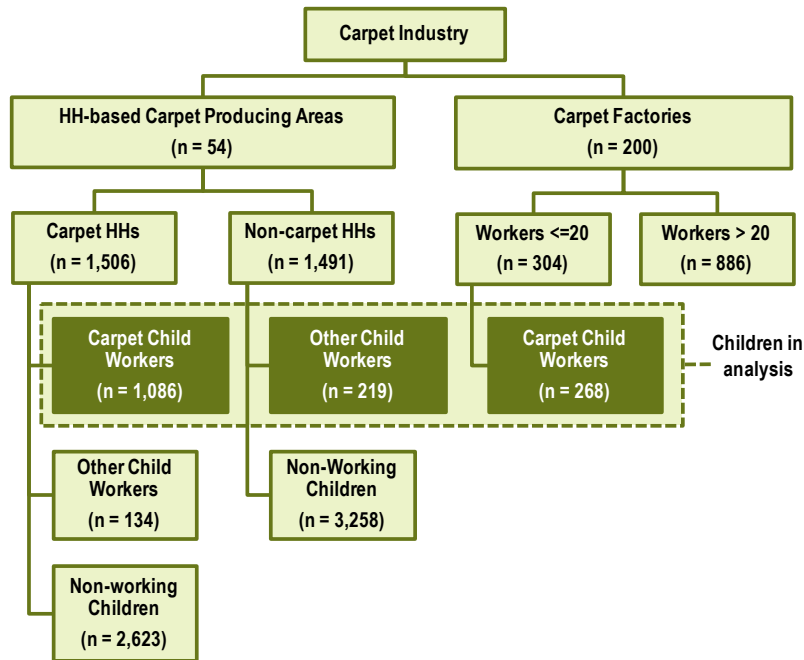 Carpet Industry
HH-based Carpet Producing Areas
(n = 54)
Carpet Factories
(n = 200)
Carpet HHs
(n = 1,506)
Non-carpet HHs
(n = 1,491)
Workers <=20
(n = 304)
Workers > 20
(n = 886)
Carpet Child
Workers
(n = 1,086)
Other Child
Workers
(n = 219)
Carpet Child
Workers
(n = 268)
Children in
analysis
Other Child
Workers
(n = 134)
Non-Working
Children
(n = 3,258)
Non-working
Children
(n = 2,623)